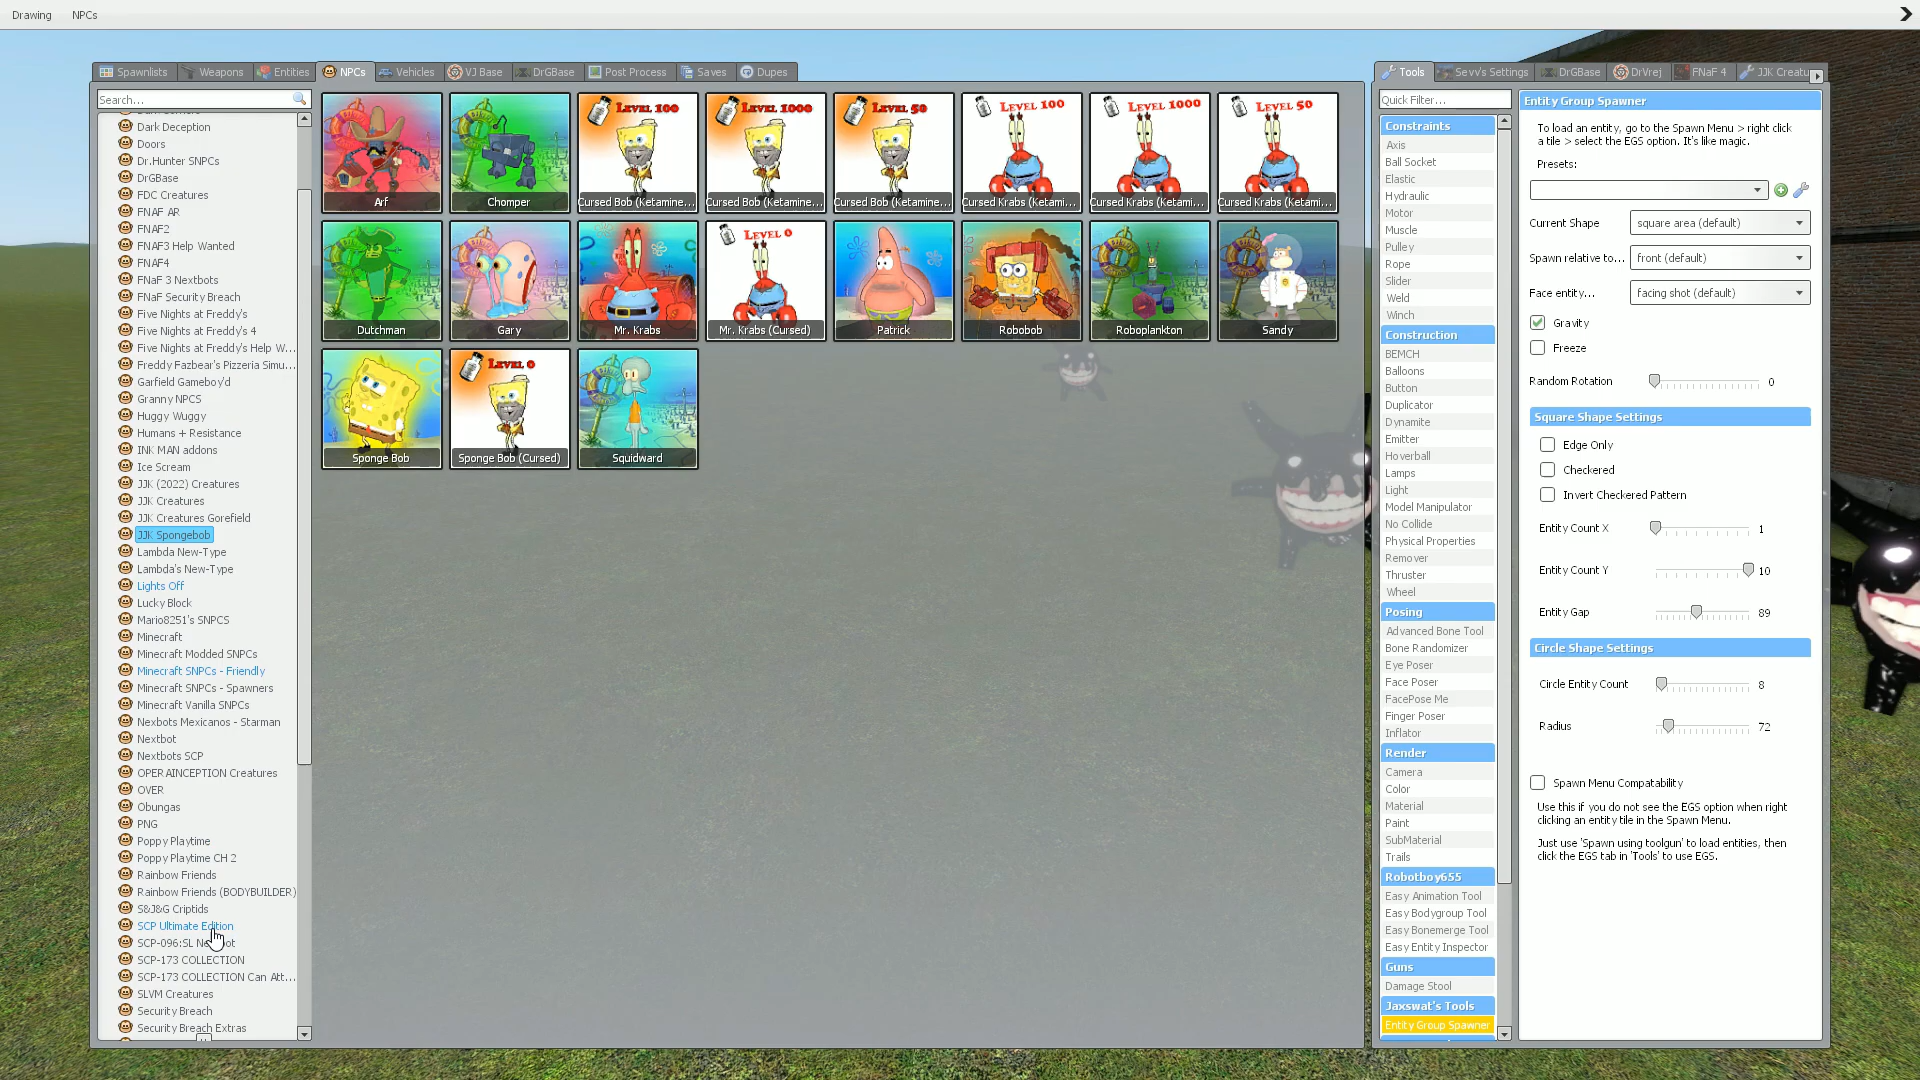 Drawing NPCs
Spawnlists Weapons Entities NPCs Vehicles VJ Base DrGBase Post Process Saves Dupes
Search...
Dark Deception
Doors
Dr.Hunter SNPCs
DrGBase
FDC Creatures
FNAF AR
FNAF2
FNAF3 Help Wanted
FNAF4
FNaF 3 Nextbots
FNaF Security Breach
Five Nights at Freddy's
Five Nights at Freddy's 4
Five Nights at Freddy's Help W...
Freddy Fazbear's Pizzeria Simu...
Garfield Gameboy'd
Granny NPCS
Huggy Wuggy
Humans + Resistance
INK MAN addons
Ice Scream
JJK (2022) Creatures
JJK Creatures
JJK Creatures Gorefield
JJK Spongebob
Lambda New-Type
Lambda's New-Type
Lights Off
Lucky Block
Mario8251's SNPCS
Minecraft
Minecraft Modded SNPCs
Minecraft SNPCs - Friendly
Minecraft SNPCs - Spawners
Minecraft Vanilla SNPCs
Nexbots Mexicanos - Starman
Nextbot
Nextbots SCP
OPERAINCEPTION Creatures
OVER
Obungas
PNG
Poppy Playtime
Poppy Playtime CH 2
Rainbow Friends
Rainbow Friends (BODYBUILDER)
S&J&G Criptids
SCP Ultimate Edition
SCP-096:SL
SCP-173 COLLECTION
SCP-173 COLLECTION Can Att...
SLVM Creatures
Security Breach
Security Breach Extras
LEVEL 100 LEVEL 1000 LEVEL 50 LEVEL 100 LEVEL 1000 LEVEL 50
Arf Chomper Cursed Bob (Ketamine... Cursed Bob (Ketamine... Cursed Bob (Ketamine... Cursed Krabs (Ketami... Cursed Krabs (Ketami... Cursed Krabs (Ketami...
LEVEL 0
Dutchman Gary Mr. Krabs Mr. Krabs (Cursed) Patrick Robobob Roboplankton Sandy
LEVEL 0
Sponge Bob Sponge Bob (Cursed) Squidward
Tools Sevv's Settings DrGBase DrVrej FNaF 4 JJK Creatu
Quick Filter...
Constraints
Axis
Ball Socket
Elastic
Hydraulic
Motor
Muscle
Pulley
Rope
Slider
Weld
Winch
Construction
BEMCH
Balloons
Button
Duplicator
Dynamite
Emitter
Hoverball
Lamps
Light
Model Manipulator
No Collide
Physical Properties
Remover
Thruster
Wheel
Posing
Advanced Bone Tool
Bone Randomizer
Eye Poser
Face Poser
FacePose Me
Finger Poser
Inflator
Render
Camera
Color
Material
Paint
SubMaterial
Trails
Robotboy655
Easy Animation Tool
Easy Bodygroup Tool
Easy Bonemerge Tool
Easy Entity Inspector
Guns
Damage Stool
Jaxswat's Tools
Entity Group Spawner
Entity Group Spawner
To load an entity, go to the Spawn Menu > right click
a tile > select the EGS option. It's like magic.
Presets:
Current Shape square area (default)
Spawn relative to... front (default)
Face entity... facing shot (default)
Gravity
Freeze
Random Rotation 0
Square Shape Settings
Edge Only
Checkered
Invert Checkered Pattern
Entity Count X 1
Entity Count Y 10
Entity Gap 89
Circle Shape Settings
Circle Entity Count 8
Radius 72
Spawn Menu Compatability
Use this if you do not see the EGS option when right
clicking an entity tile in the Spawn Menu.
Just use 'Spawn using toolgun' to load entities, then
click the EGS tab in 'Tools' to use EGS.